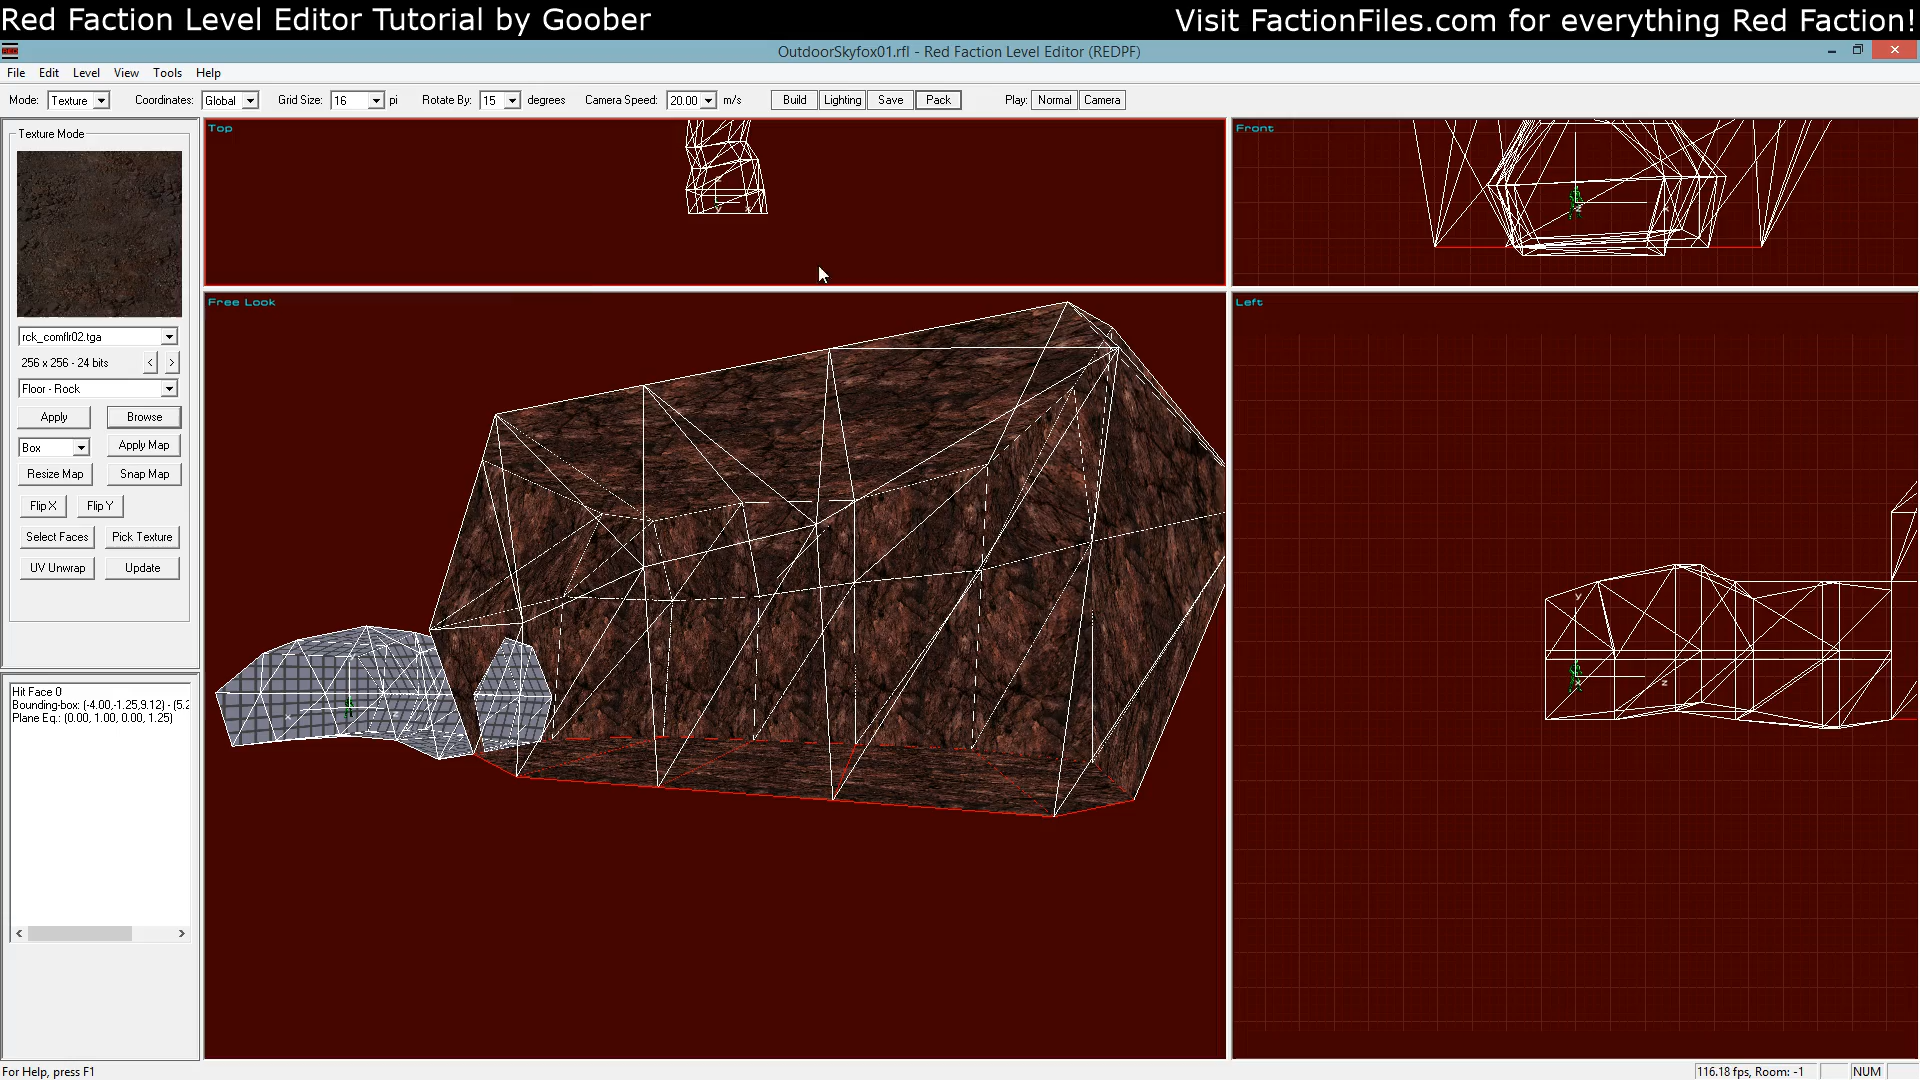 Red Faction Level Editor Tutorial by Goober
Visit FactionFiles.com for everything Red Faction!
OutdoorSkyfox01.rfl - Red Faction Level Editor (REDPF)
File Edit Level View Tools Help
Mode: Texture Coordinates: Global Grid Size: 16 pi Rotate By: 15 degrees Camera Speed: 20.00 m/s Build Lighting Save Pack Play: Normal Camera
Texture Mode
rck_comflr02.tga
256 x 256 - 24 bits < >
Floor - Rock
Apply Browse
Box Apply Map
Resize Map Snap Map
Flip X Flip Y
Select Faces Pick Texture
UV Unwrap Update
Hit Face 0
Bounding-box: (-4.00,-1.25,9.12) - (5.2
Plane Eq.: (0.00, 1.00, 0.00, 1.25)
Top
Front
Free Look
Left
For Help, press F1
116.18 fps, Room: -1 NUM